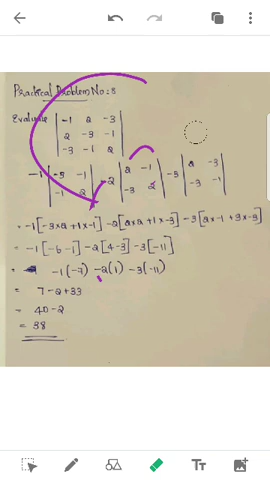 Practical Problem No: 8
Evaluate | -1 2 -3 |
| 2 -3 -1 |
| -3 -1 2 |
-1 | -3 -1 | -2 | 2 -1 | -3 | 2 -3 |
| -1 2 | | -3 2 | | -3 -1 |
= -1[-3×2+1×-1] -2[2×2+1×-3] -3[2×-1+3×-3]
= -1[-6-1] -2[4-3] -3[-11]
= -1(-7) -2(1) -3(-11)
= 7-2+33
= 40-2
= 38
Tt